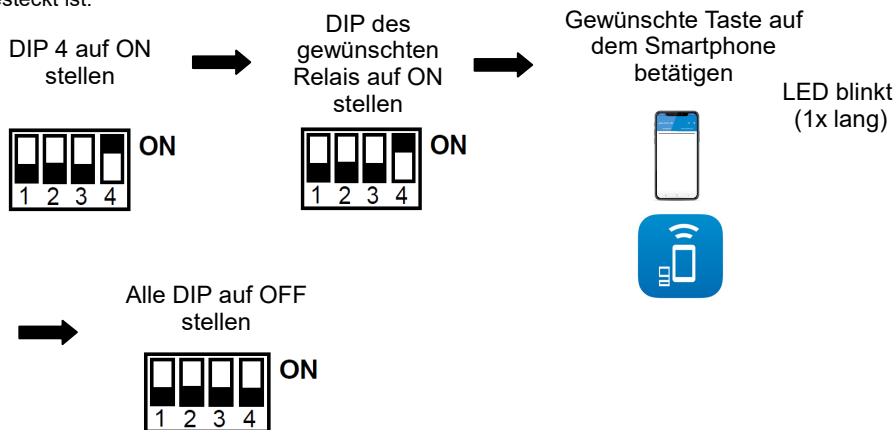 DIP 4 auf ON
stellen
ON
1 2 3 4
DIP des
gewünschten
Relais auf ON
stellen
ON
1 2 3 4
Gewünschte Taste auf
dem Smartphone
betätigen
LED blinkt
(1x lang)
Alle DIP auf OFF
stellen
ON
1 2 3 4